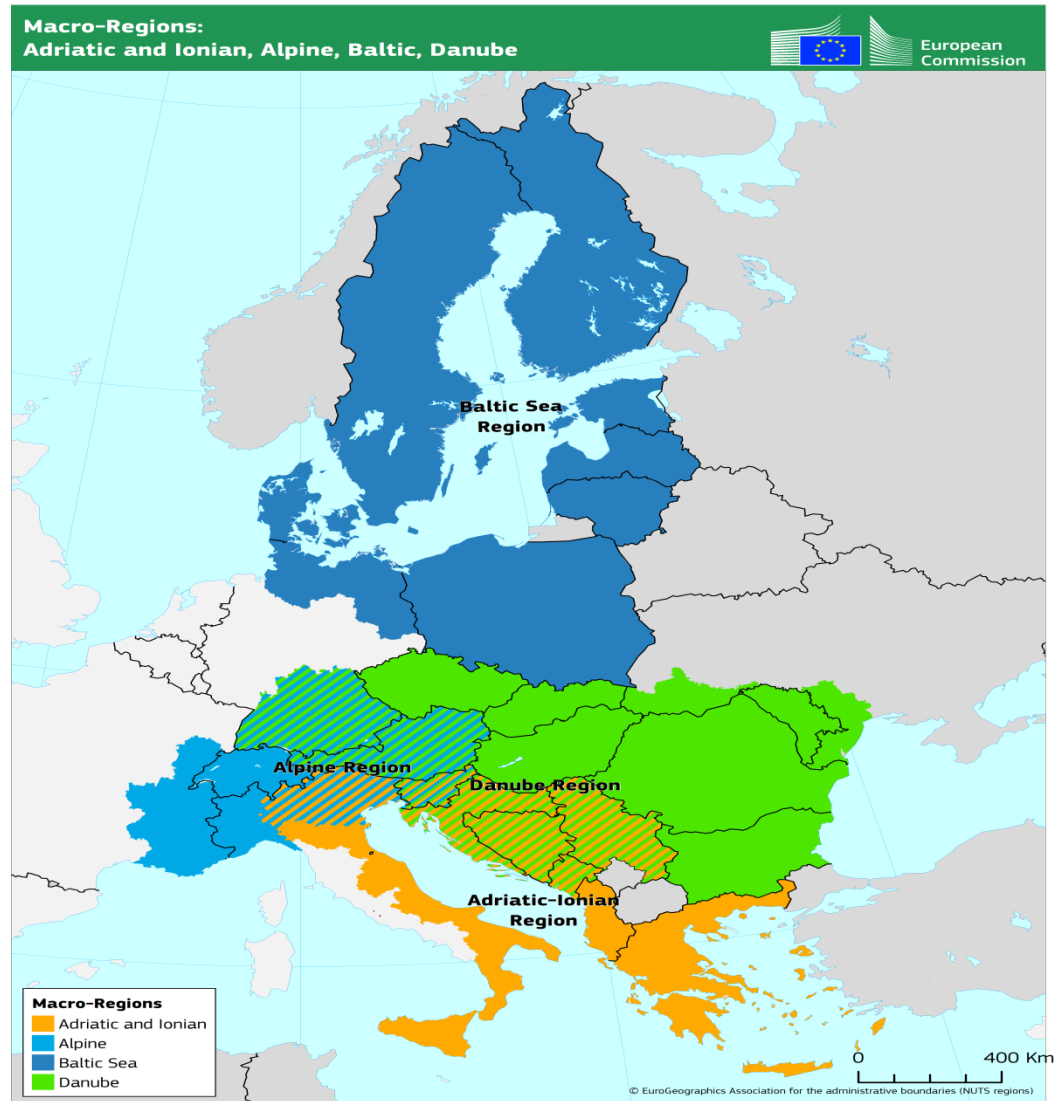 Macro-Regions:
Adriatic and Ionian, Alpine, Baltic, Danube
European
Commission
Baltic Sea
Region
Alpine Region
Danube Region
Adriatic-Ionian
Region
Macro-Regions
Adriatic and Ionian
Alpine
Baltic Sea
Danube
0 400 Km
© EuroGeographics Association for the administrative boundaries (NUTS regions)